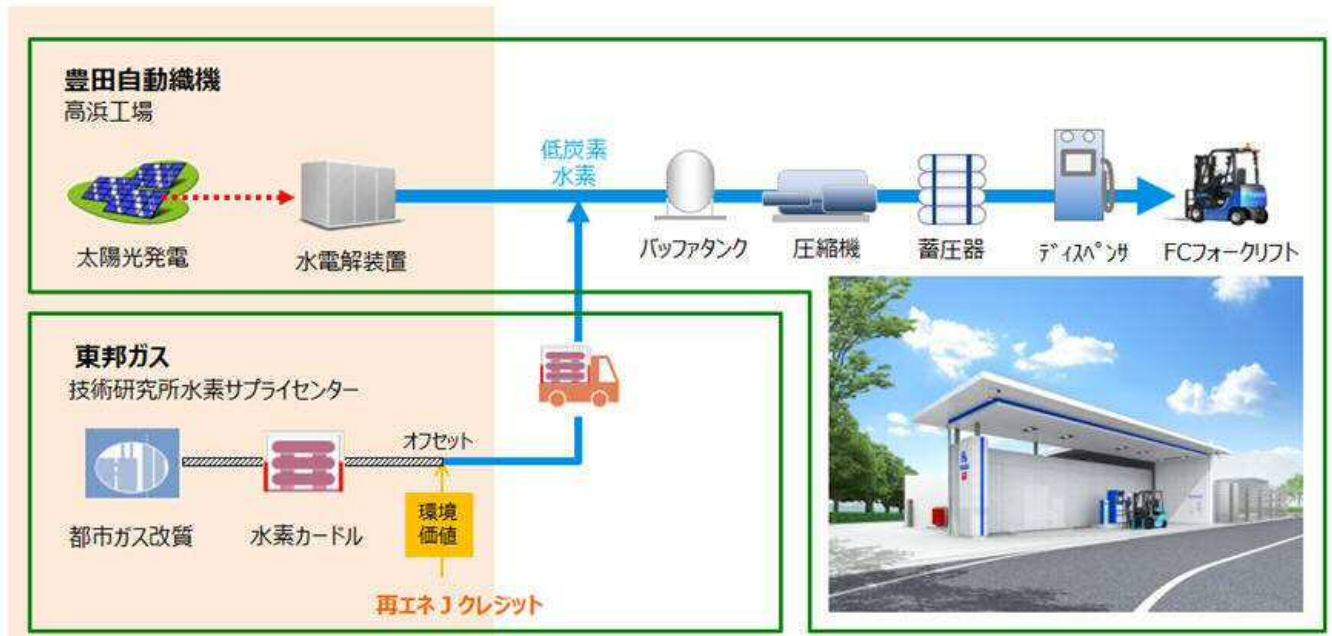 豊田自動織機
高浜工場
低炭素
水素
太陽光発電
水電解装置
バッファタンク
圧縮機
蓄圧器
ディスペンサ
FCフォークリフト
東邦ガス
技術研究所水素サプライセンター
オフセット
都市ガス改質
水素カードル
環境
価値
再エネJクレジット